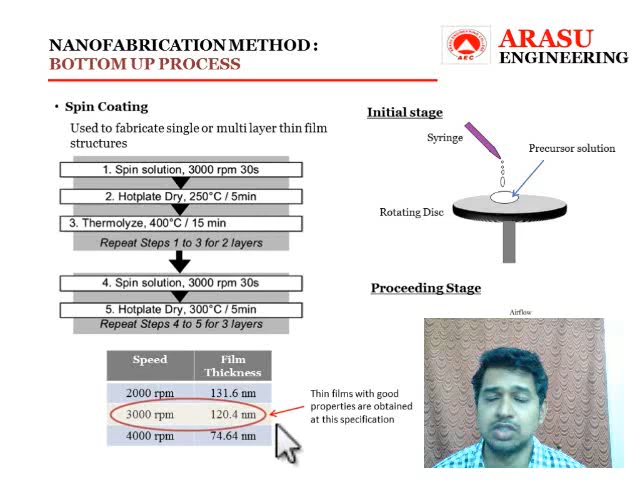 NANOFABRICATION METHOD :
BOTTOM UP PROCESS
AEC
ARASU
ENGINEERING
• Spin Coating
Used to fabricate single or multi layer thin film
structures
1. Spin solution, 3000 rpm 30s
2. Hotplate Dry, 250°C / 5min
3. Thermolyze, 400°C / 15 min
Repeat Steps 1 to 3 for 2 layers
4. Spin solution, 3000 rpm 30s
5. Hotplate Dry, 300°C / 5min
Repeat Steps 4 to 5 for 3 layers
Speed Film Thickness
2000 rpm 131.6 nm
3000 rpm 120.4 nm
4000 rpm 74.64 nm
Thin films with good
properties are obtained
at this specification
Initial stage
Syringe
Precursor solution
Rotating Disc
Proceeding Stage
Airflow